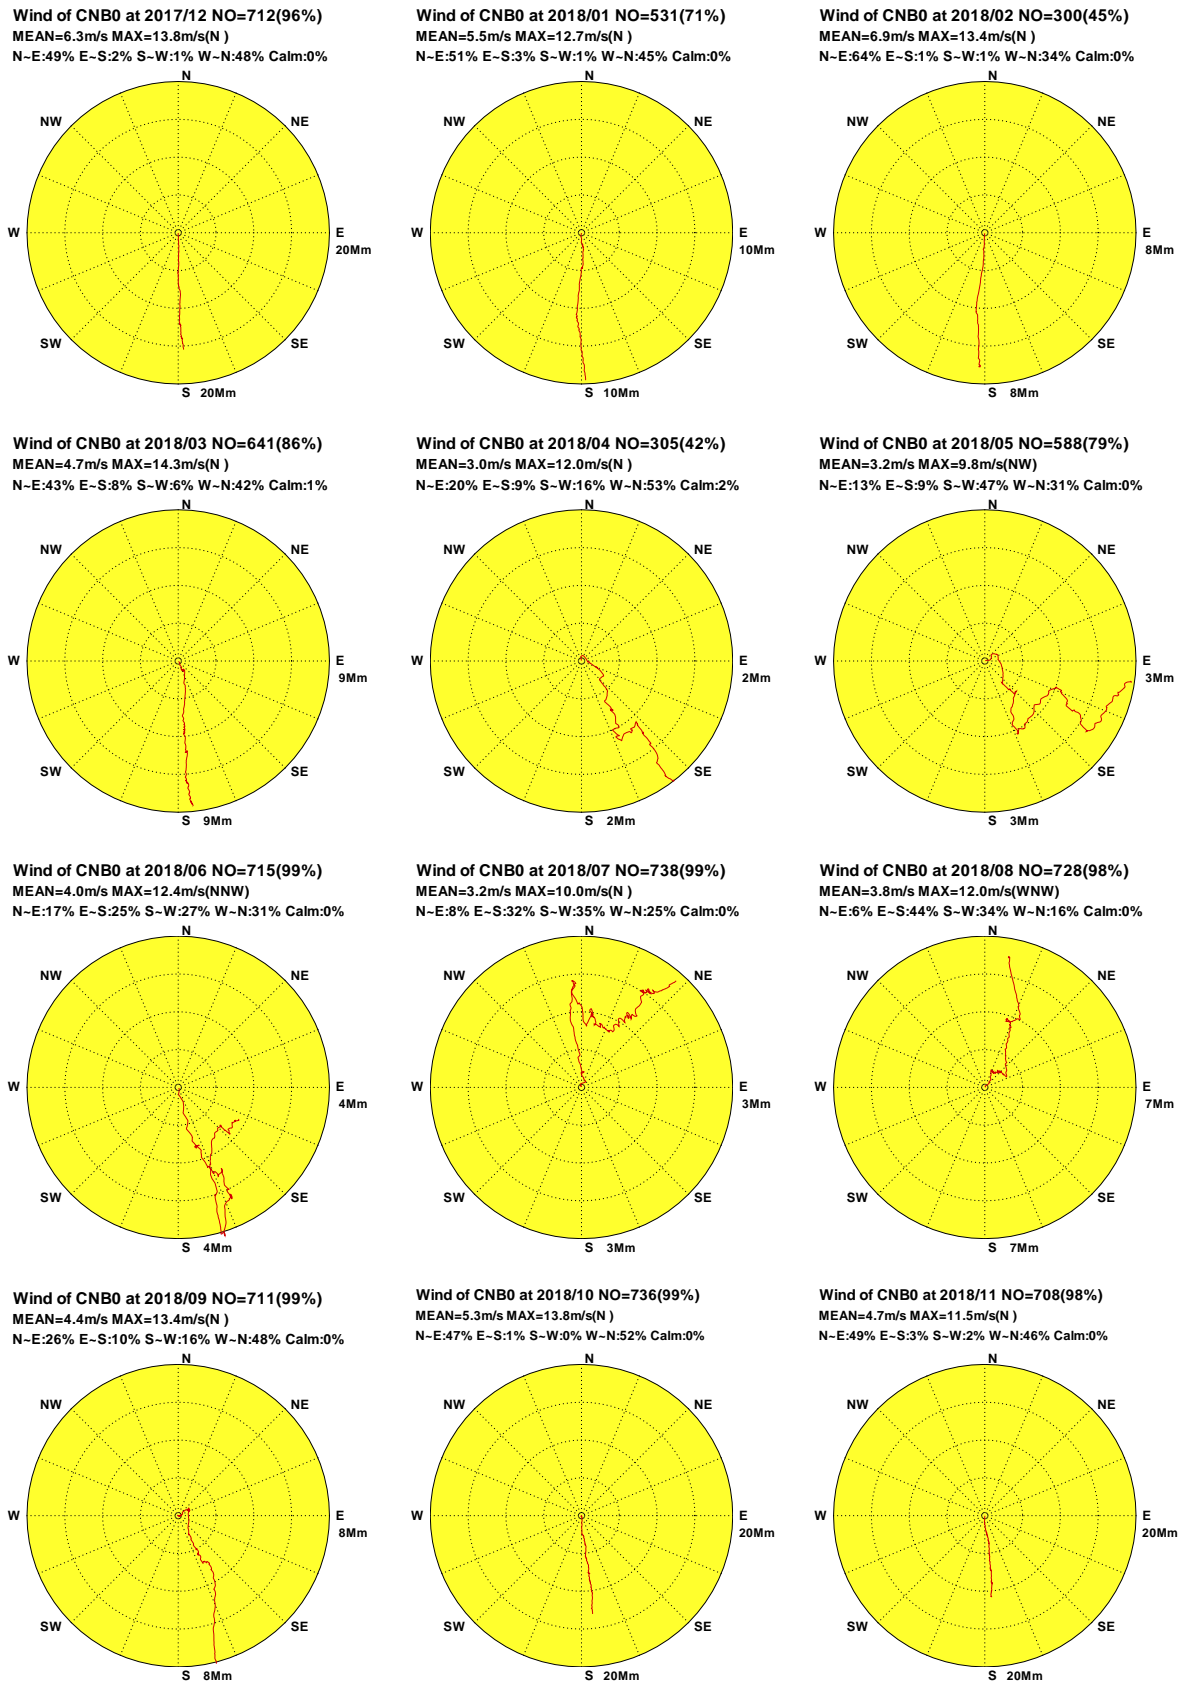 Wind of CNB0 at 2017/12 NO=712(96%)
MEAN=6.3m/s MAX=13.8m/s(N )
N~E:49% E~S:2% S~W:1% W~N:48% Calm:0%
N
NW
NE
W
E
20Mm
SW
SE
S 20Mm
Wind of CNB0 at 2018/01 NO=531(71%)
MEAN=5.5m/s MAX=12.7m/s(N )
N~E:51% E~S:3% S~W:1% W~N:45% Calm:0%
N
NW
NE
W
E
10Mm
SW
SE
S 10Mm
Wind of CNB0 at 2018/02 NO=300(45%)
MEAN=6.9m/s MAX=13.4m/s(N )
N~E:64% E~S:1% S~W:1% W~N:34% Calm:0%
N
NW
NE
W
E
8Mm
SW
SE
S 8Mm
Wind of CNB0 at 2018/03 NO=641(86%)
MEAN=4.7m/s MAX=14.3m/s(N )
N~E:43% E~S:8% S~W:6% W~N:42% Calm:1%
N
NW
NE
W
E
9Mm
SW
SE
S 9Mm
Wind of CNB0 at 2018/04 NO=305(42%)
MEAN=3.0m/s MAX=12.0m/s(N )
N~E:20% E~S:9% S~W:16% W~N:53% Calm:2%
N
NW
NE
W
E
2Mm
SW
SE
S 2Mm
Wind of CNB0 at 2018/05 NO=588(79%)
MEAN=3.2m/s MAX=9.8m/s(NW)
N~E:13% E~S:9% S~W:47% W~N:31% Calm:0%
N
NW
NE
W
E
3Mm
SW
SE
S 3Mm
Wind of CNB0 at 2018/06 NO=715(99%)
MEAN=4.0m/s MAX=12.4m/s(NNW)
N~E:17% E~S:25% S~W:27% W~N:31% Calm:0%
N
NW
NE
W
E
4Mm
SW
SE
S 4Mm
Wind of CNB0 at 2018/07 NO=738(99%)
MEAN=3.2m/s MAX=10.0m/s(N )
N~E:8% E~S:32% S~W:35% W~N:25% Calm:0%
N
NW
NE
W
E
3Mm
SW
SE
S 3Mm
Wind of CNB0 at 2018/08 NO=728(98%)
MEAN=3.8m/s MAX=12.0m/s(WNW)
N~E:6% E~S:44% S~W:34% W~N:16% Calm:0%
N
NW
NE
W
E
7Mm
SW
SE
S 7Mm
Wind of CNB0 at 2018/09 NO=711(99%)
MEAN=4.4m/s MAX=13.4m/s(N )
N~E:26% E~S:10% S~W:16% W~N:48% Calm:0%
N
NW
NE
W
E
8Mm
SW
SE
S 8Mm
Wind of CNB0 at 2018/10 NO=736(99%)
MEAN=5.3m/s MAX=13.8m/s(N )
N~E:47% E~S:1% S~W:0% W~N:52% Calm:0%
N
NW
NE
W
E
20Mm
SW
SE
S 20Mm
Wind of CNB0 at 2018/11 NO=708(98%)
MEAN=4.7m/s MAX=11.5m/s(N )
N~E:49% E~S:3% S~W:2% W~N:46% Calm:0%
N
NW
NE
W
E
20Mm
SW
SE
S 20Mm